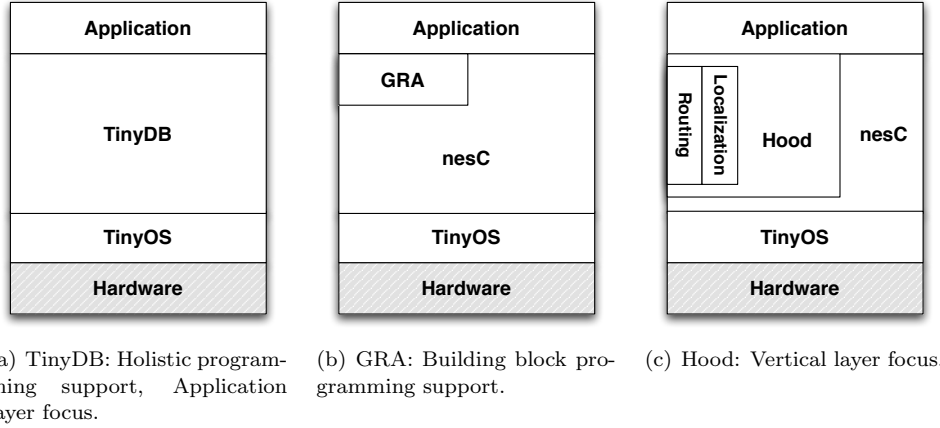 Application
TinyDB
TinyOS
Hardware
Application
GRA
nesC
TinyOS
Hardware
Application
Routing
Localization
Hood
nesC
TinyOS
Hardware
a) TinyDB: Holistic program-
ning support, Application
ayer focus.
(b) GRA: Building block pro-
gramming support.
(c) Hood: Vertical layer focus.